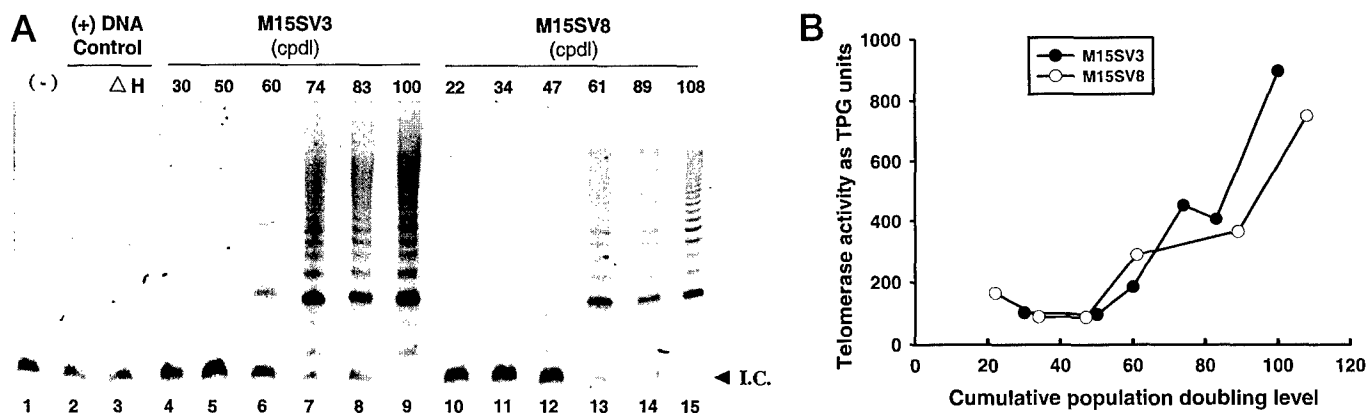 A
(+) DNA
Control
M15SV3
(cpdl)
M15SV8
(cpdl)
(-) △H 30 50 60 74 83 100 22 34 47 61 89 108
◄ I.C.
1 2 3 4 5 6 7 8 9 10 11 12 13 14 15
B
Telomerase activity as TPG units
1000
800
600
400
200
0
M15SV3
M15SV8
0 20 40 60 80 100 120
Cumulative population doubling level